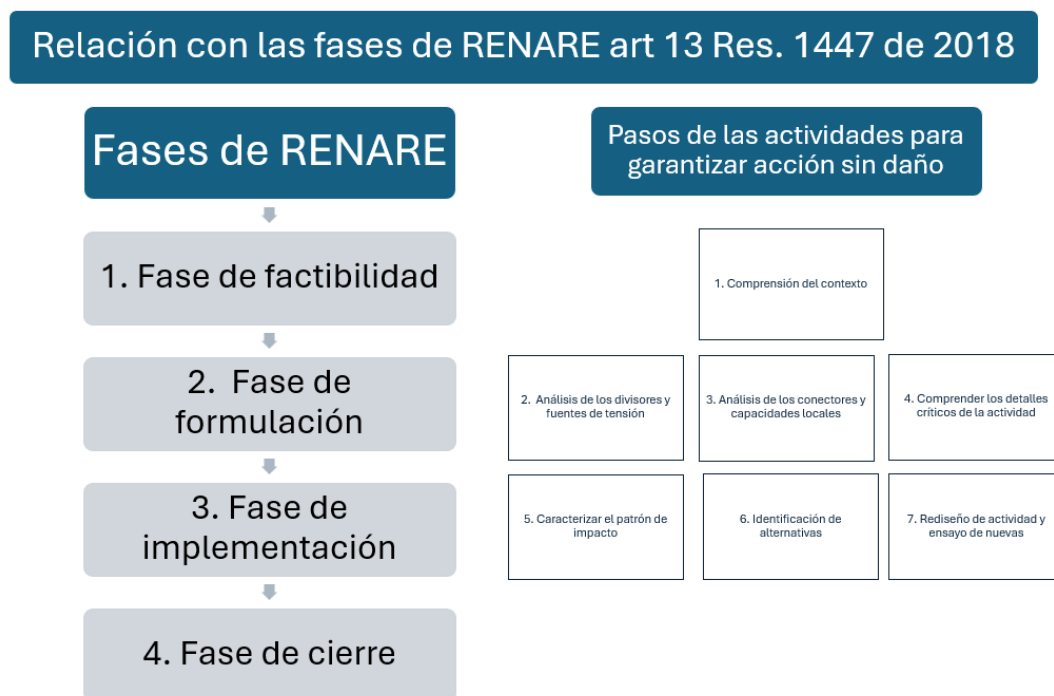 Relación con las fases de RENARE art 13 Res. 1447 de 2018
Fases de RENARE
1. Fase de factibilidad
2. Fase de
formulación
3. Fase de
implementación
4. Fase de cierre
Pasos de las actividades para
garantizar acción sin daño
1. Comprensión del contexto
2. Análisis de los divisores y
fuentes de tensión
3. Análisis de los conectores y
capacidades locales
4. Comprender los detalles
críticos de la actividad
5. Caracterizar el patrón de
impacto
6. Identificación de
alternativas
7. Rediseño de actividad y
ensayo de nuevas